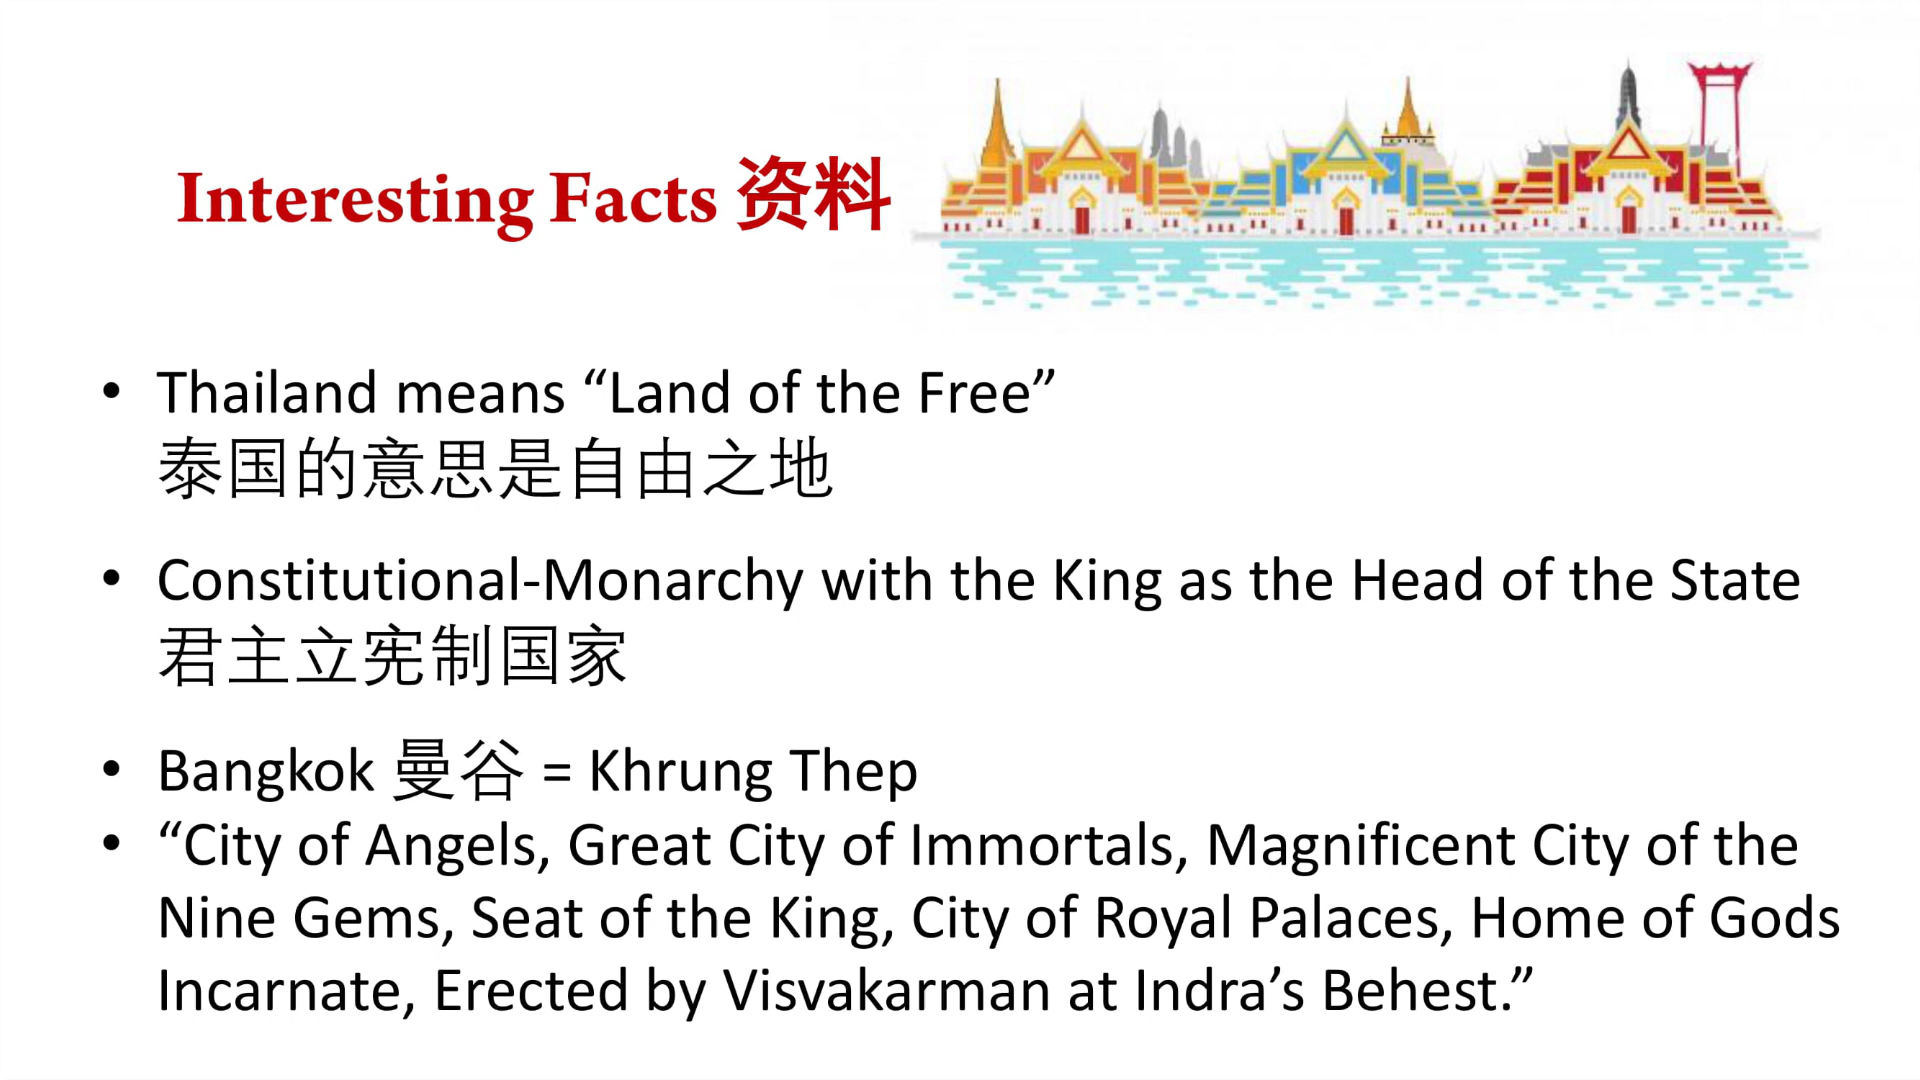 Interesting Facts 资料
• Thailand means “Land of the Free”
泰国的意思是自由之地
• Constitutional-Monarchy with the King as the Head of the State
君主立宪制国家
• Bangkok 曼谷 = Khrung Thep
• “City of Angels, Great City of Immortals, Magnificent City of the
Nine Gems, Seat of the King, City of Royal Palaces, Home of Gods
Incarnate, Erected by Visvakarman at Indra’s Behest.”